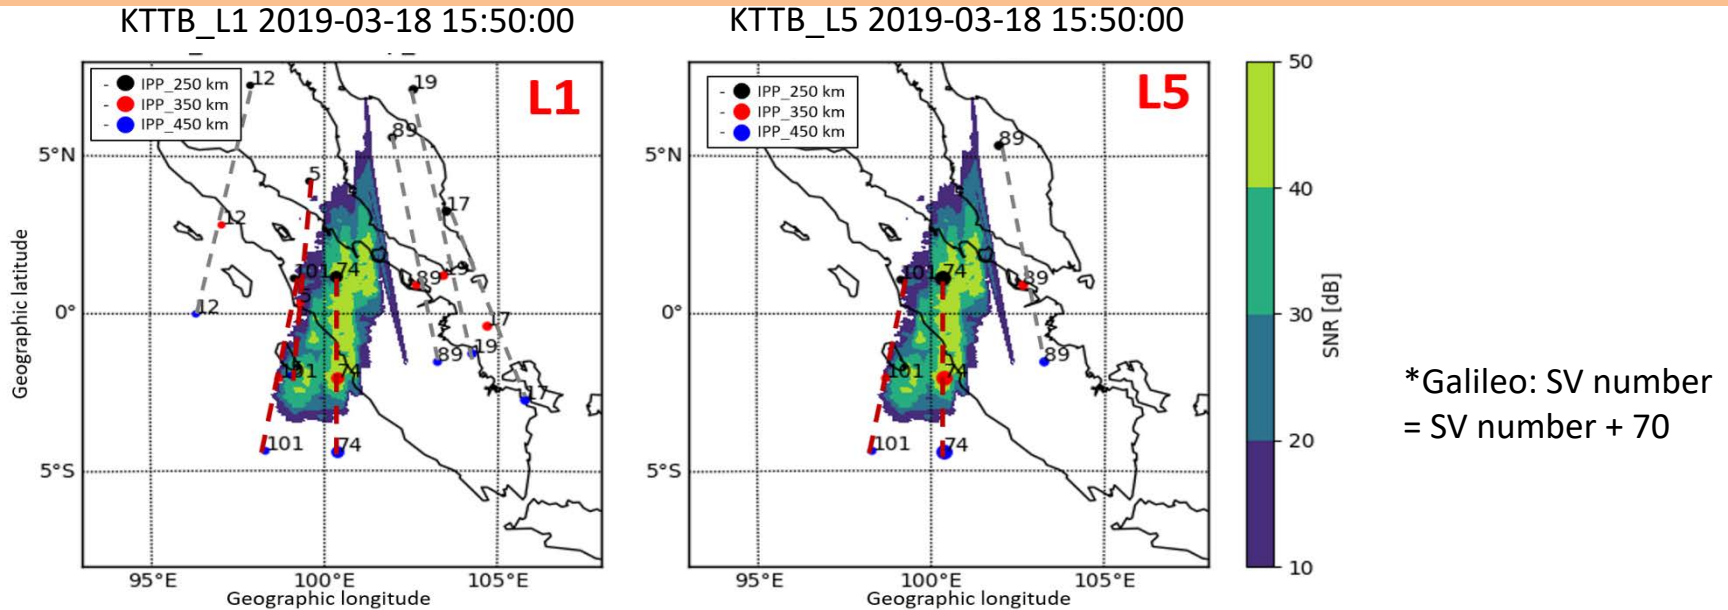 KTTB_L1 2019-03-18 15:50:00
- IPP_250 km
- IPP_350 km
- IPP_450 km
L1
12
19
89
5
17
12
101
74
5
89
19
12
17
101
74
89
19
17
101
74
5°N
0°
5°S
95°E
100°E
105°E
Geographic latitude
Geographic longitude
KTTB_L5 2019-03-18 15:50:00
- IPP_250 km
- IPP_350 km
- IPP_450 km
L5
89
101
74
89
101
74
89
101
74
5°N
0°
5°S
95°E
100°E
105°E
Geographic longitude
50
40
30
20
10
SNR [dB]
*Galileo: SV number
= SV number + 70